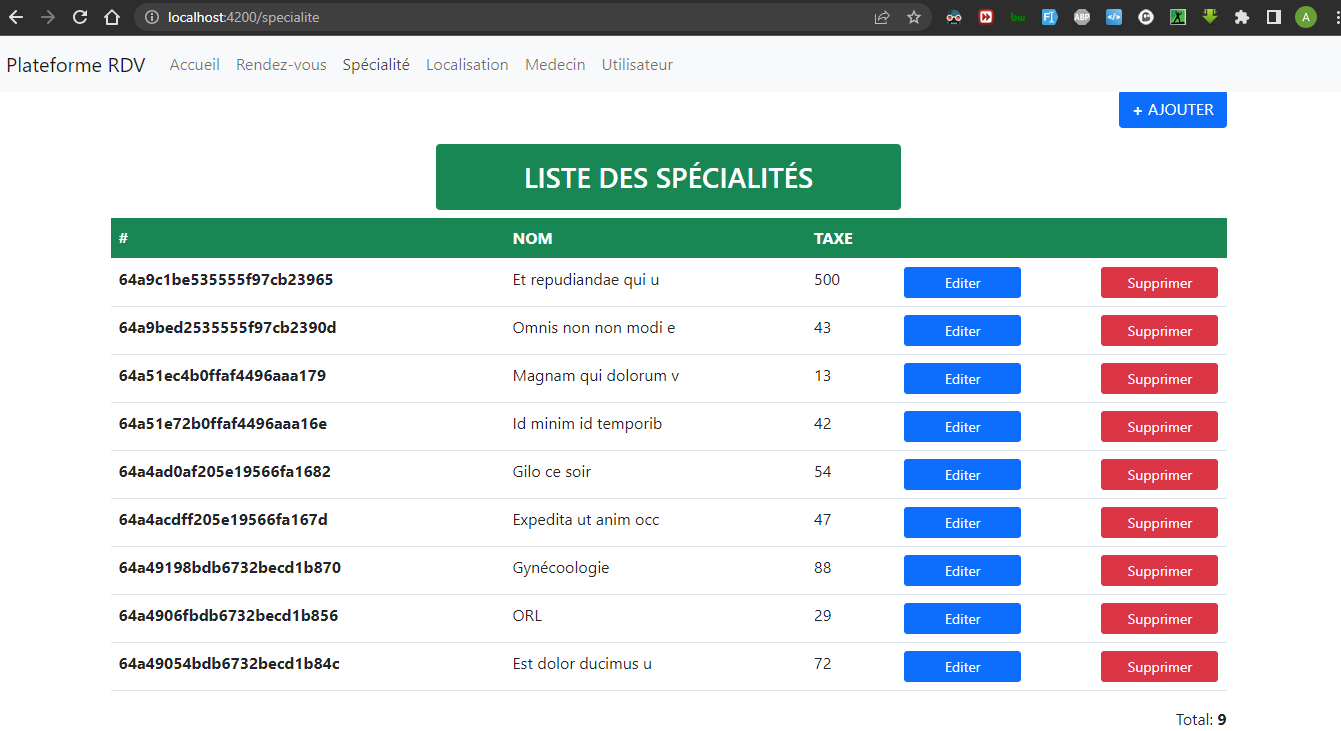 localhost:4200/specialite
Plateforme RDV Accueil Rendez-vous Spécialité Localisation Medecin Utilisateur
+ AJOUTER
LISTE DES SPÉCIALITÉS
# NOM TAXE
64a9c1be535555f97cb23965 Et repudiandae qui u 500 Editer Supprimer
64a9bed2535555f97cb2390d Omnis non non modi e 43 Editer Supprimer
64a51ec4b0ffaf4496aaa179 Magnam qui dolorum v 13 Editer Supprimer
64a51e72b0ffaf4496aaa16e Id minim id temporib 42 Editer Supprimer
64a4ad0af205e19566fa1682 Gilo ce soir 54 Editer Supprimer
64a4acdff205e19566fa167d Expedita ut anim occ 47 Editer Supprimer
64a49198bdb6732becd1b870 Gynécoologie 88 Editer Supprimer
64a4906fbdb6732becd1b856 ORL 29 Editer Supprimer
64a49054bdb6732becd1b84c Est dolor ducimus u 72 Editer Supprimer
Total: 9